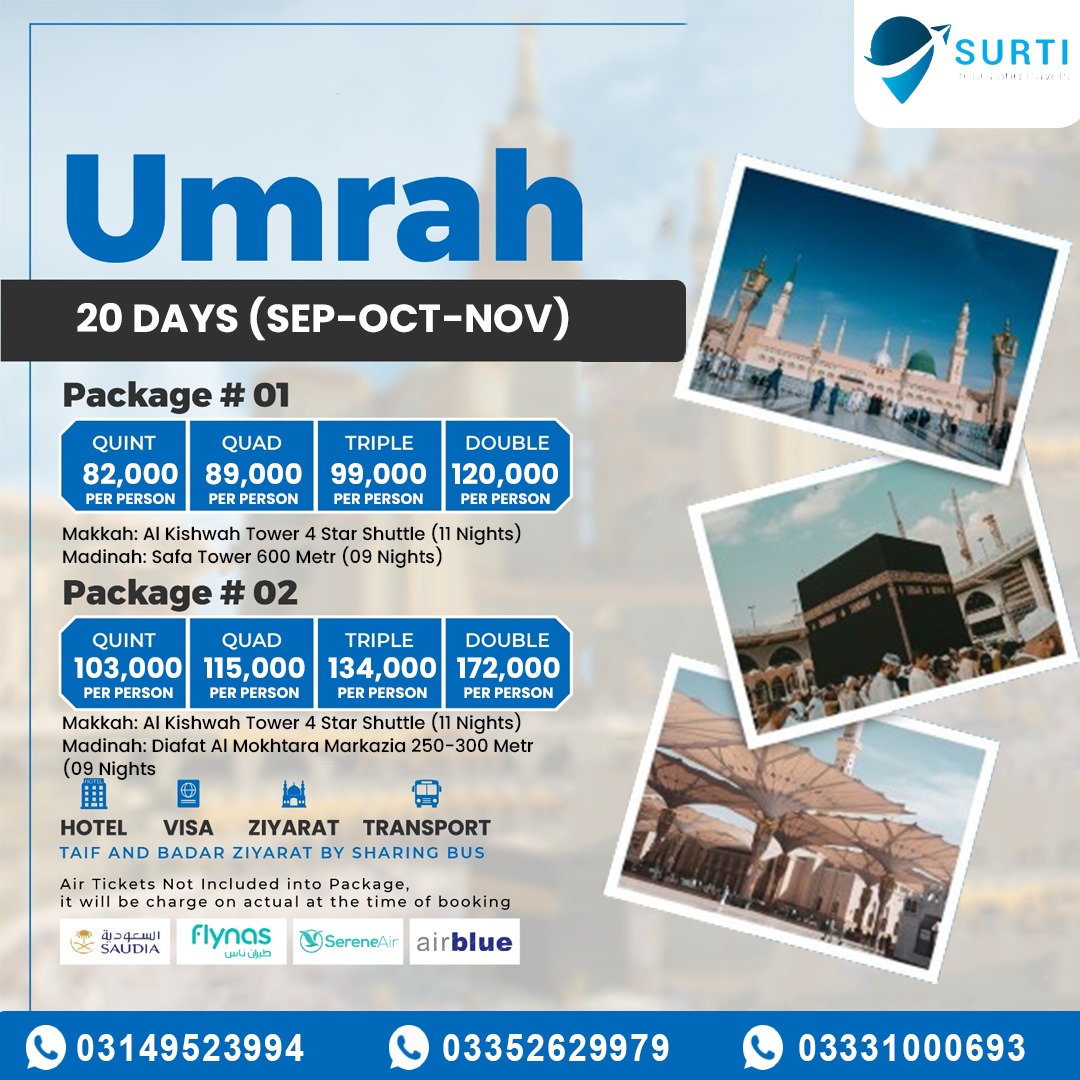 SURTI
Umrah
20 DAYS (SEP-OCT-NOV)
Package # 01
QUINT
82,000
PER PERSON
QUAD
89,000
PER PERSON
TRIPLE
99,000
PER PERSON
DOUBLE
120,000
PER PERSON
Makkah: Al Kishwah Tower 4 Star Shuttle (11 Nights)
Madinah: Safa Tower 600 Metr (09 Nights)
Package # 02
QUINT
103,000
PER PERSON
QUAD
115,000
PER PERSON
TRIPLE
134,000
PER PERSON
DOUBLE
172,000
PER PERSON
Makkah: Al Kishwah Tower 4 Star Shuttle (11 Nights)
Madinah: Diafat Al Mokhtara Markazia 250-300 Metr
(09 Nights
HOTEL
HOTEL VISA ZIYARAT TRANSPORT
TAIF AND BADAR ZIYARAT BY SHARING BUS
Air Tickets Not Included into Package,
it will be charge on actual at the time of booking
السعودية
SAUDIA
flynas
طيران ناس
SereneAir
airblue
03149523994 03352629979 03331000693